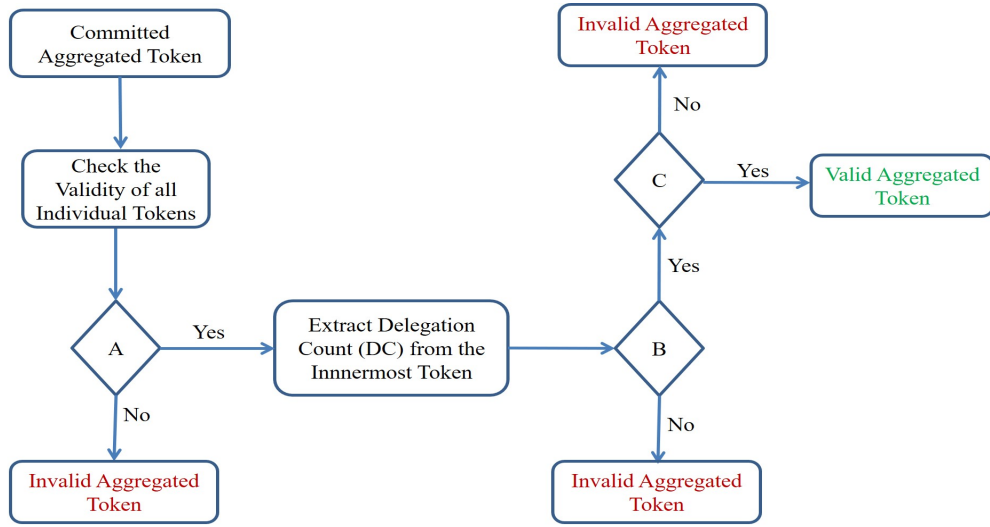 Committed
Aggregated Token
Check the
Validity of all
Individual Tokens
A
Yes
No
Invalid Aggregated
Token
Extract Delegation
Count (DC) from the
Innnermost Token
B
No
Invalid Aggregated
Token
Yes
C
No
Invalid Aggregated
Token
Yes
Valid Aggregated
Token